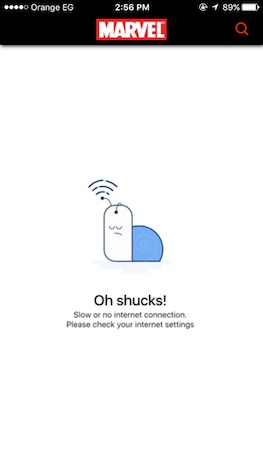 Orange EG 2:56 PM 89%
MARVEL
Oh shucks!
Slow or no internet connection.
Please check your internet settings